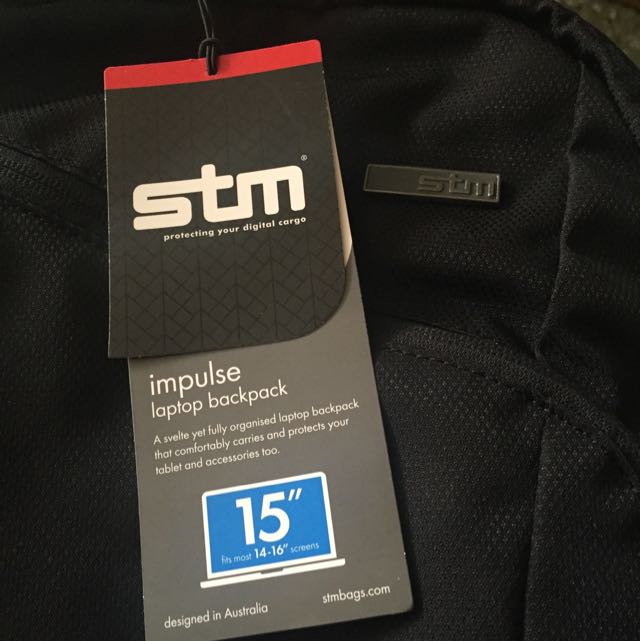 stm®
protecting your digital cargo
stm
impulse
laptop backpack
A svelte yet fully organised laptop backpack
that comfortably carries and protects your
tablet and accessories too.
15"
fits most 14-16" screens
designed in Australia
stmbags.com